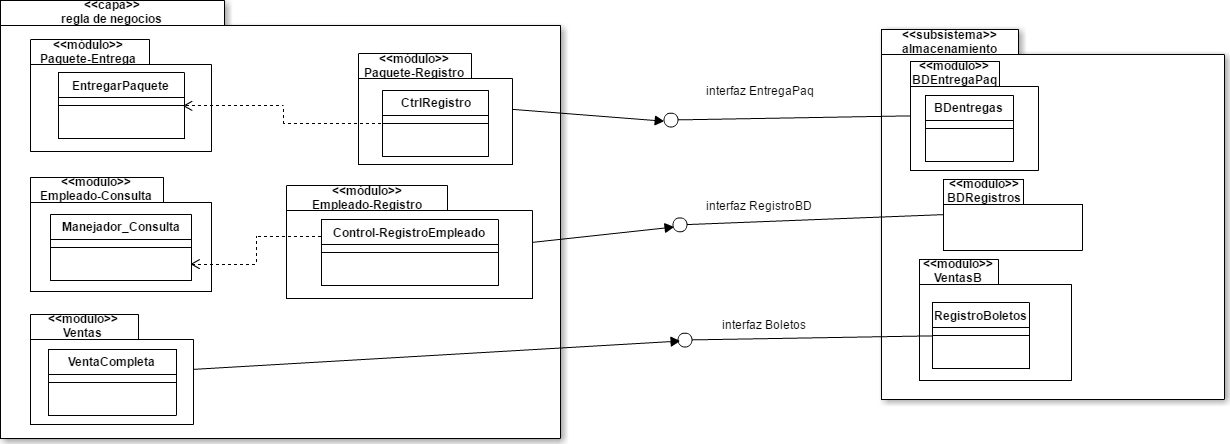 <<capa>>
regla de negocios
<<módulo>>
Paquete-Entrega
EntregarPaquete
<<módulo>>
Paquete-Registro
CtrlRegistro
<<módulo>>
Empleado-Consulta
Manejador_Consulta
<<módulo>>
Empleado-Registro
Control-RegistroEmpleado
<<módulo>>
Ventas
VentaCompleta
interfaz EntregaPaq
interfaz RegistroBD
interfaz Boletos
<<subsistema>>
almacenamiento
<<modulo>>
BDEntregaPaq
BDentregas
<<modulo>>
BDRegistros
<<modulo>>
VentasB
RegistroBoletos